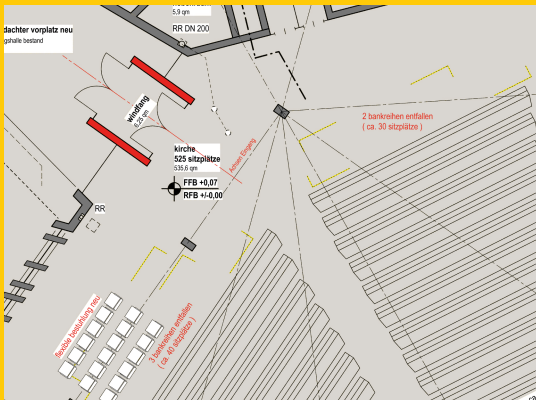 5,9 qm
RR DN 200
dachter vorplatz neu
gshalle bestand
windfang
6,25 qm
2 bankreihen entfallen
( ca. 30 sitzplätze )
kirche
525 sitzplätze
535,6 qm
Achsen Eingang
FFB +0,07
RFB +/-0,00
RR
flexible bestuhlung neu
3 bankreihen entfallen
( ca. 40 sitzplätze )